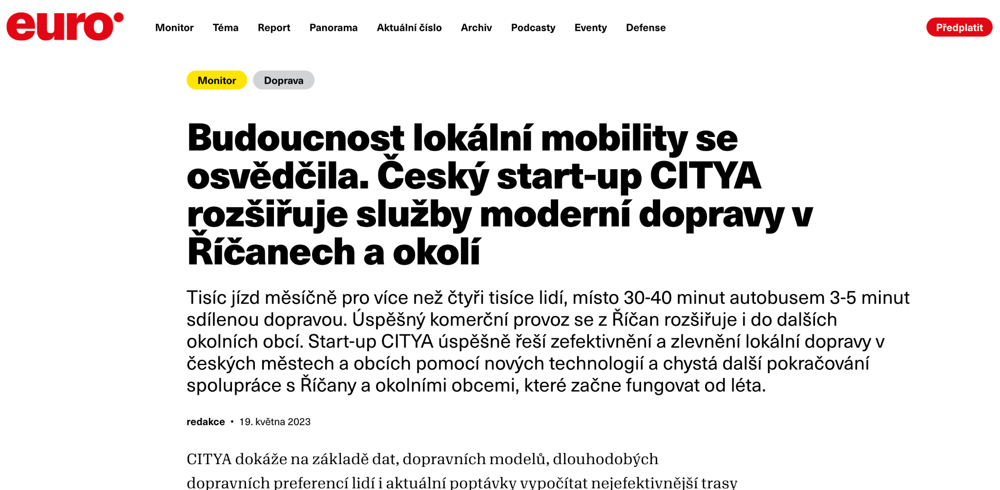 euro
Monitor Téma Report Panorama Aktuální číslo Archiv Podcasty Eventy Defense Předplatit
Monitor Doprava
Budoucnost lokální mobility se
osvědčila. Český start-up CITYA
rozšiřuje služby moderní dopravy v
Říčanech a okolí
Tisíc jízd měsíčně pro více než čtyři tisíce lidí, místo 30-40 minut autobusem 3-5 minut
sdílenou dopravou. Úspěšný komerční provoz se z Říčan rozšiřuje i do dalších
okolních obcí. Start-up CITYA úspěšně řeší zefektivnění a zlevnění lokální dopravy v
českých městech a obcích pomocí nových technologií a chystá další pokračování
spolupráce s Říčany a okolními obcemi, které začne fungovat od léta.
redakce • 19. května 2023
CITYA dokáže na základě dat, dopravních modelů, dlouhodobých
dopravních preferencí lidí i aktuální poptávky vypočítat nejefektivnější trasy